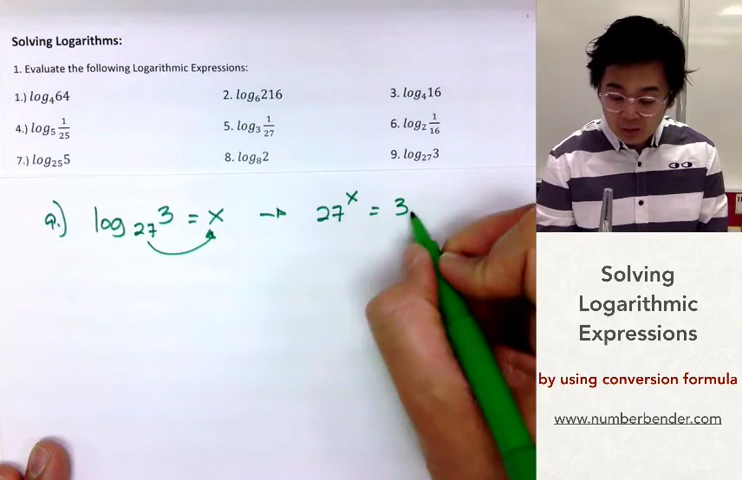 Solving Logarithms:
1. Evaluate the following Logarithmic Expressions:
1.) log₄64 2. log₆216 3. log₄16
4.) log₅ 1/25 5. log₃ 1/27 6. log₂ 1/16
7.) log₂₅5 8. log₈2 9. log₂₇3
9.) log₂₇3 = x → 27ˣ = 3
Solving
Logarithmic
Expressions
by using conversion formula
www.numberbender.com